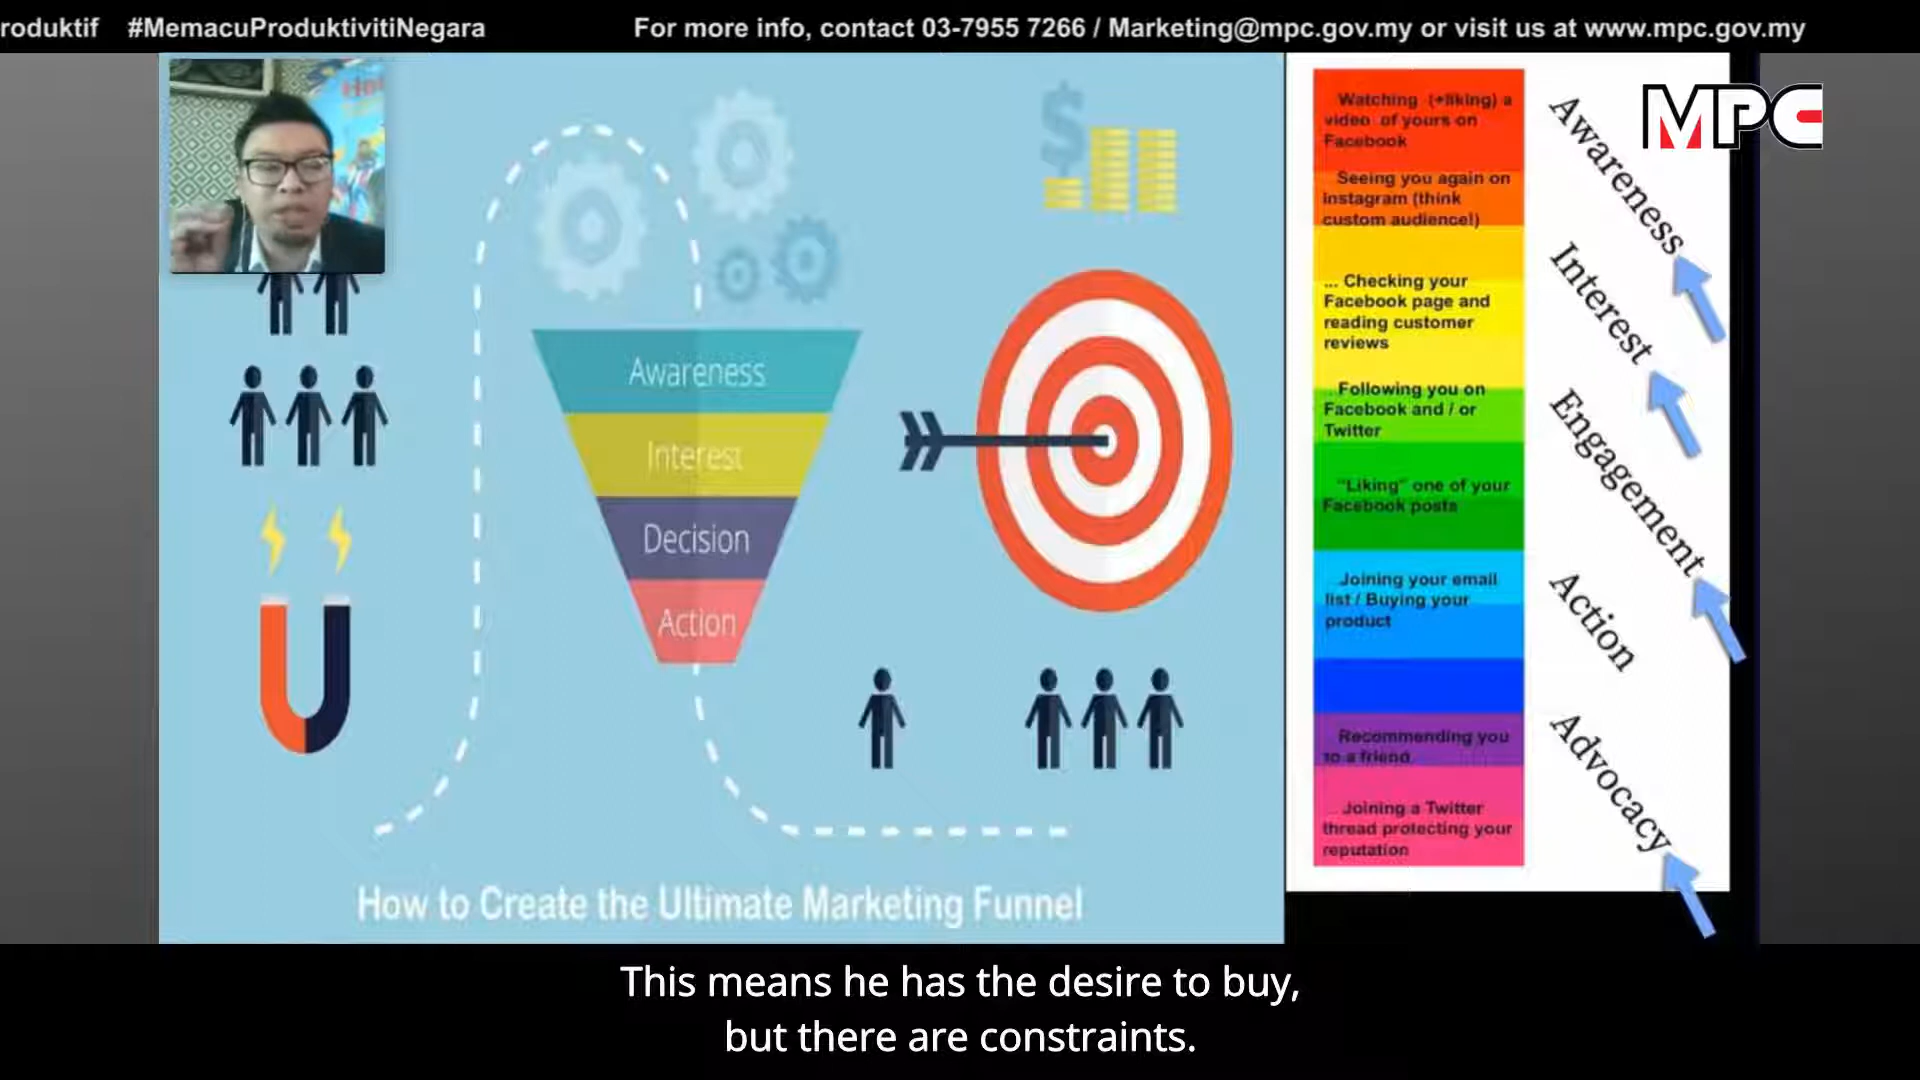 roduktif #MemacuProduktivitiNegara For more info, contact 03-7955 7266 / Marketing@mpc.gov.my or visit us at www.mpc.gov.my
MPC
Awareness
Interest
Decision
Action
How to Create the Ultimate Marketing Funnel
Watching (+liking) a
video of yours on
Facebook
Seeing you again on
instagram (think
custom audience!)
... Checking your
Facebook page and
reading customer
reviews
Following you on
Facebook and / or
Twitter
"Liking" one of your
Facebook posts
Joining your email
list / Buying your
product
Recommending you
to a friend
Joining a Twitter
thread protecting your
reputation
Awareness
Interest
Engagement
Action
Advocacy
This means he has the desire to buy,
but there are constraints.